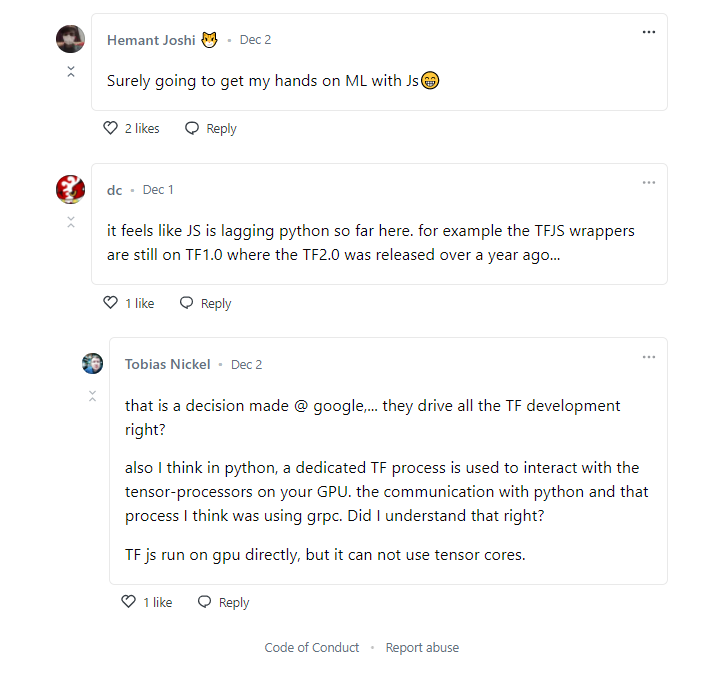 Hemant Joshi 🐯 • Dec 2
Surely going to get my hands on ML with Js😁
2 likes Reply
dc • Dec 1
it feels like JS is lagging python so far here. for example the TFJS wrappers
are still on TF1.0 where the TF2.0 was released over a year ago...
1 like Reply
Tobias Nickel • Dec 2
that is a decision made @ google,... they drive all the TF development
right?
also I think in python, a dedicated TF process is used to interact with the
tensor-processors on your GPU. the communication with python and that
process I think was using grpc. Did I understand that right?
TF js run on gpu directly, but it can not use tensor cores.
1 like Reply
Code of Conduct • Report abuse